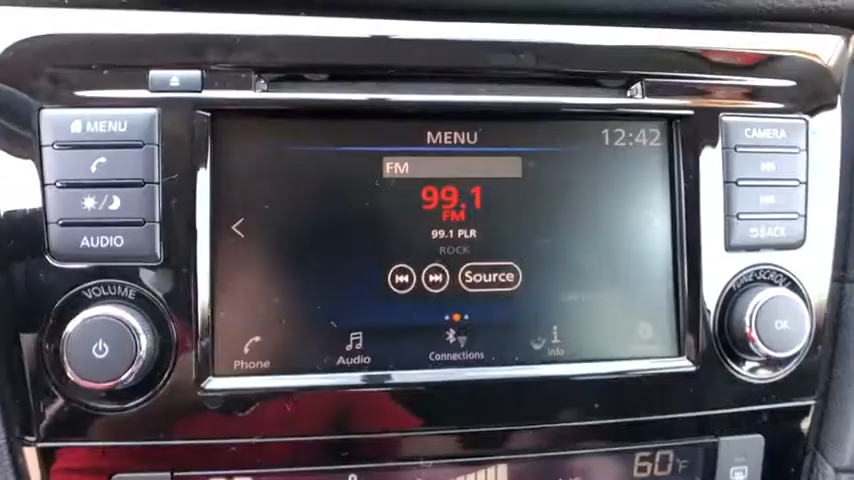 MENU
AUDIO
VOLUME
MENU
12:42
FM
99.1
FM
99.1 PLR
ROCK
Source
Phone
Audio
Connections
Info
CAMERA
BACK
TUNE·SCROLL
OK
60°F